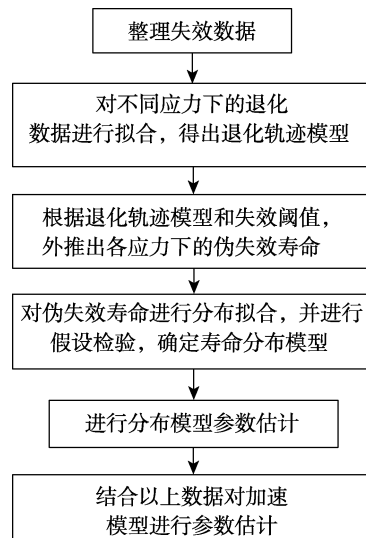 整理失效数据
对不同应力下的退化
数据进行拟合，得出退化轨迹模型
根据退化轨迹模型和失效阈值，
外推出各应力下的伪失效寿命
对伪失效寿命进行分布拟合，并进行
假设检验，确定寿命分布模型
进行分布模型参数估计
结合以上数据对加速
模型进行参数估计